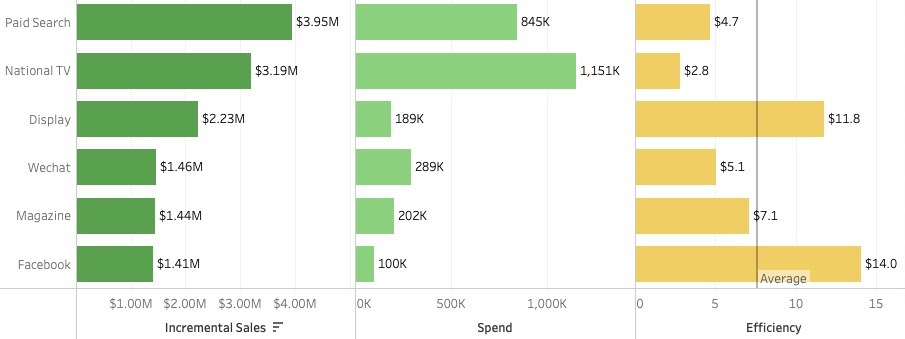 Paid Search $3.95M 845K $4.7
National TV $3.19M 1,151K $2.8
Display $2.23M 189K $11.8
Wechat $1.46M 289K $5.1
Magazine $1.44M 202K $7.1
Facebook $1.41M 100K $14.0
Average
$1.00M $2.00M $3.00M $4.00M 0K 500K 1,000K 0 5 10 15
Incremental Sales Spend Efficiency